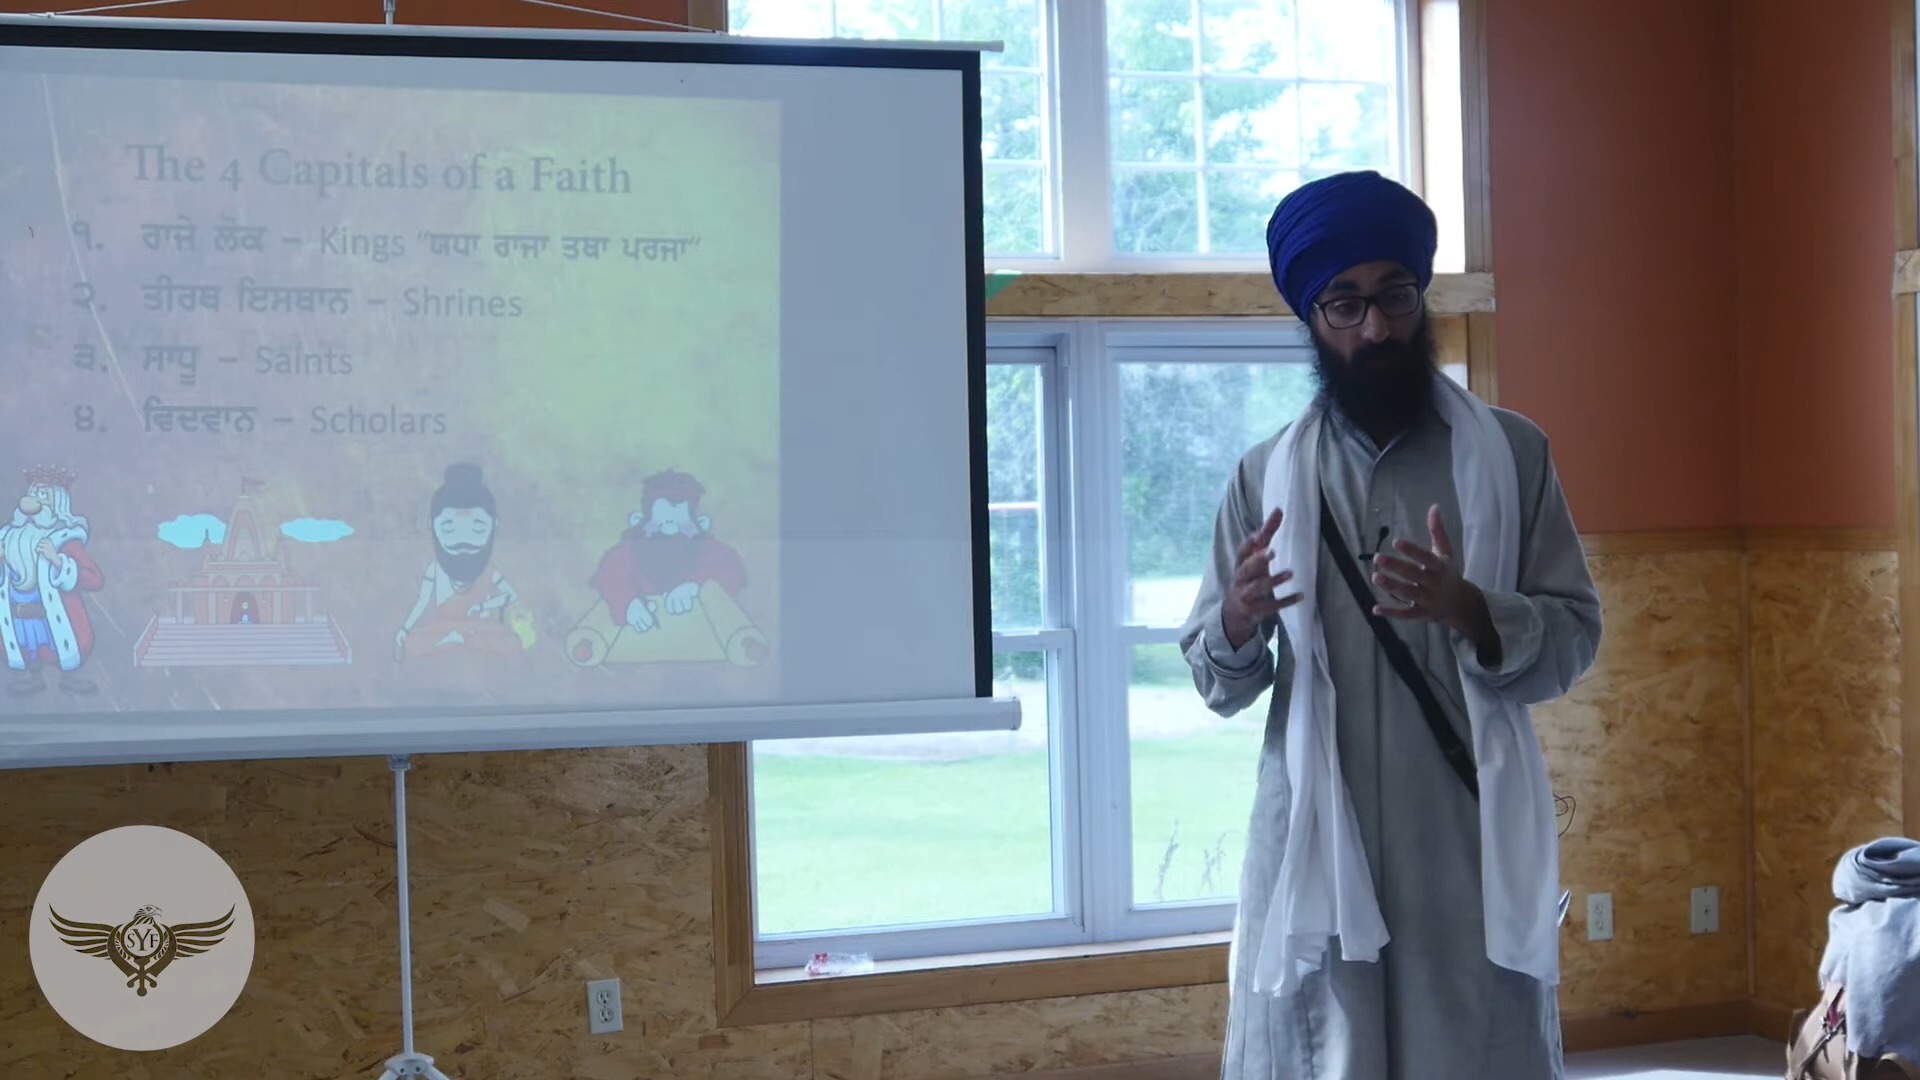 The 4 Capitals of a Faith
੧. ਰਾਜੇ ਲੋਕ – Kings “ਯਥਾ ਰਾਜਾ ਤਥਾ ਪਰਜਾ”
੨. ਤੀਰਥ ਇਸਥਾਨ – Shrines
੩. ਸਾਧੂ – Saints
੪. ਵਿਦਵਾਨ – Scholars
SYF